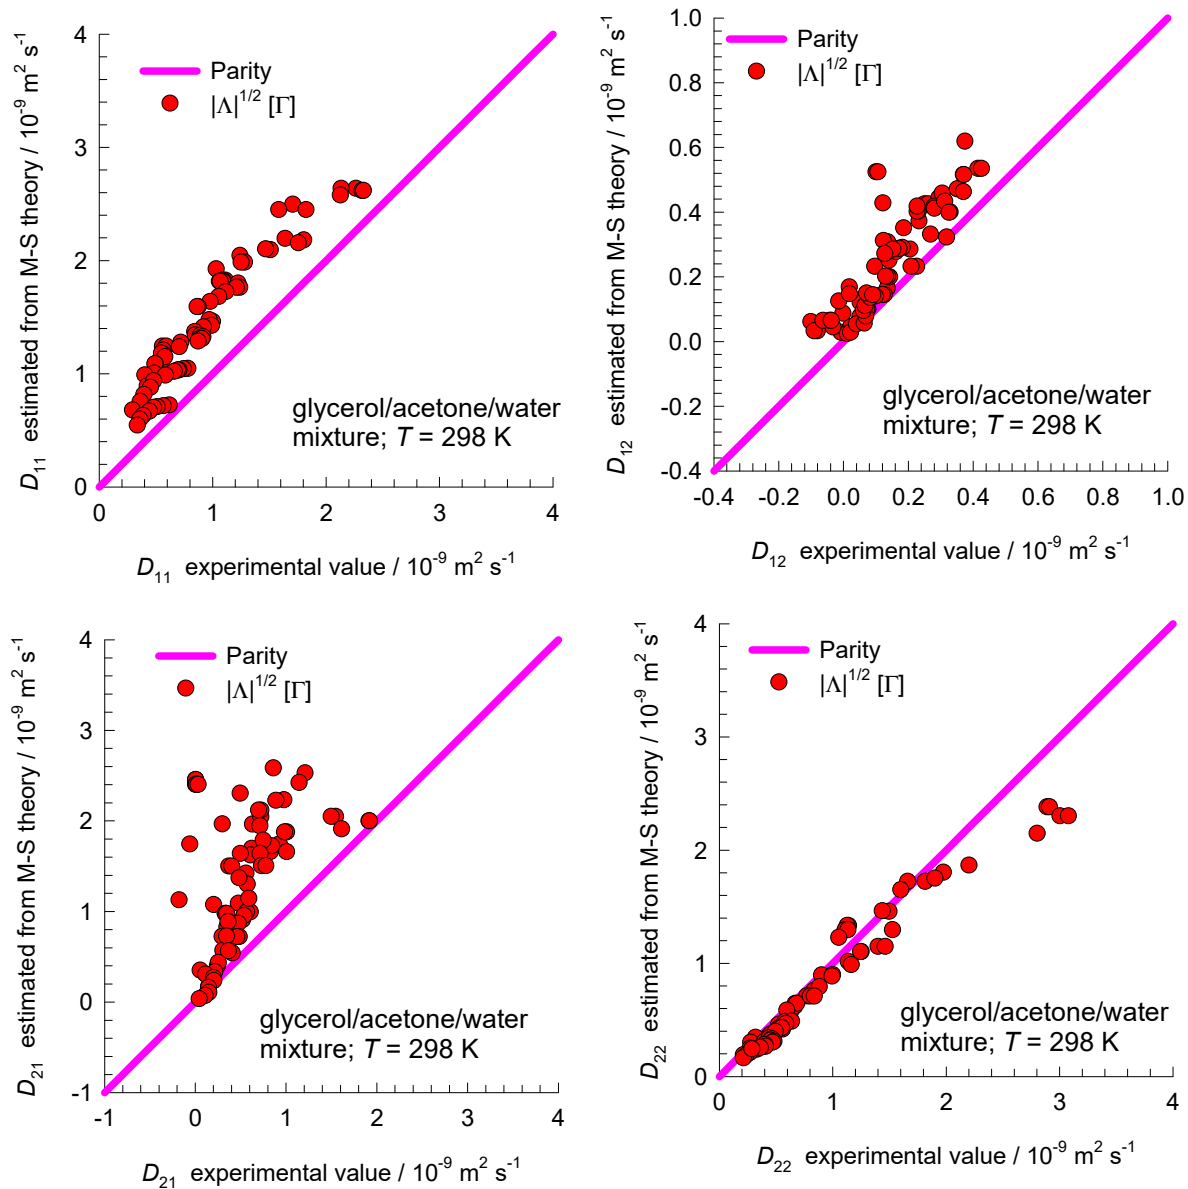 D11 estimated from M-S theory / 10-9 m2 s-1
4
3
2
1
0
Parity
|Λ|1/2 [Γ]
glycerol/acetone/water
mixture; T = 298 K
0 1 2 3 4
D11 experimental value / 10-9 m2 s-1
D12 estimated from M-S theory / 10-9 m2 s-1
1.0
0.8
0.6
0.4
0.2
0.0
-0.2
-0.4
Parity
|Λ|1/2 [Γ]
glycerol/acetone/water
mixture; T = 298 K
-0.4 -0.2 0.0 0.2 0.4 0.6 0.8 1.0
D12 experimental value / 10-9 m2 s-1
D21 estimated from M-S theory / 10-9 m2 s-1
4
3
2
1
0
-1
Parity
|Λ|1/2 [Γ]
glycerol/acetone/water
mixture; T = 298 K
-1 0 1 2 3 4
D21 experimental value / 10-9 m2 s-1
D22 estimated from M-S theory / 10-9 m2 s-1
4
3
2
1
0
Parity
|Λ|1/2 [Γ]
glycerol/acetone/water
mixture; T = 298 K
0 1 2 3 4
D22 experimental value / 10-9 m2 s-1